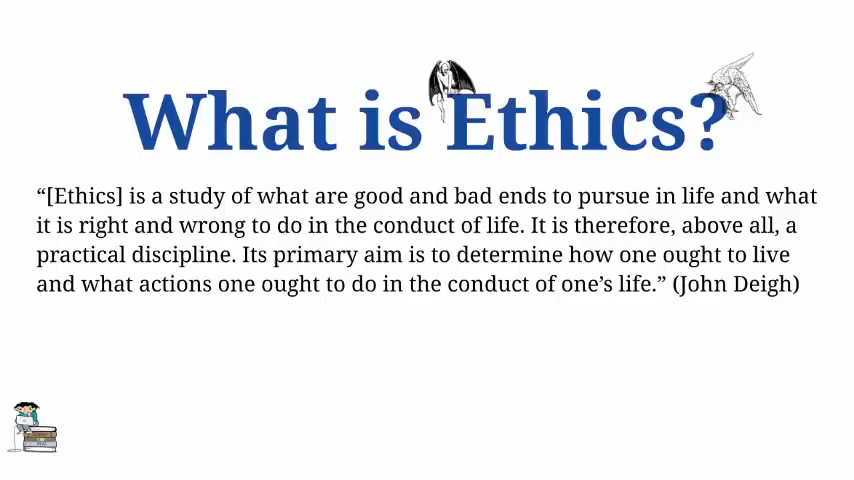 What is Ethics?
“[Ethics] is a study of what are good and bad ends to pursue in life and what
it is right and wrong to do in the conduct of life. It is therefore, above all, a
practical discipline. Its primary aim is to determine how one ought to live
and what actions one ought to do in the conduct of one’s life.” (John Deigh)